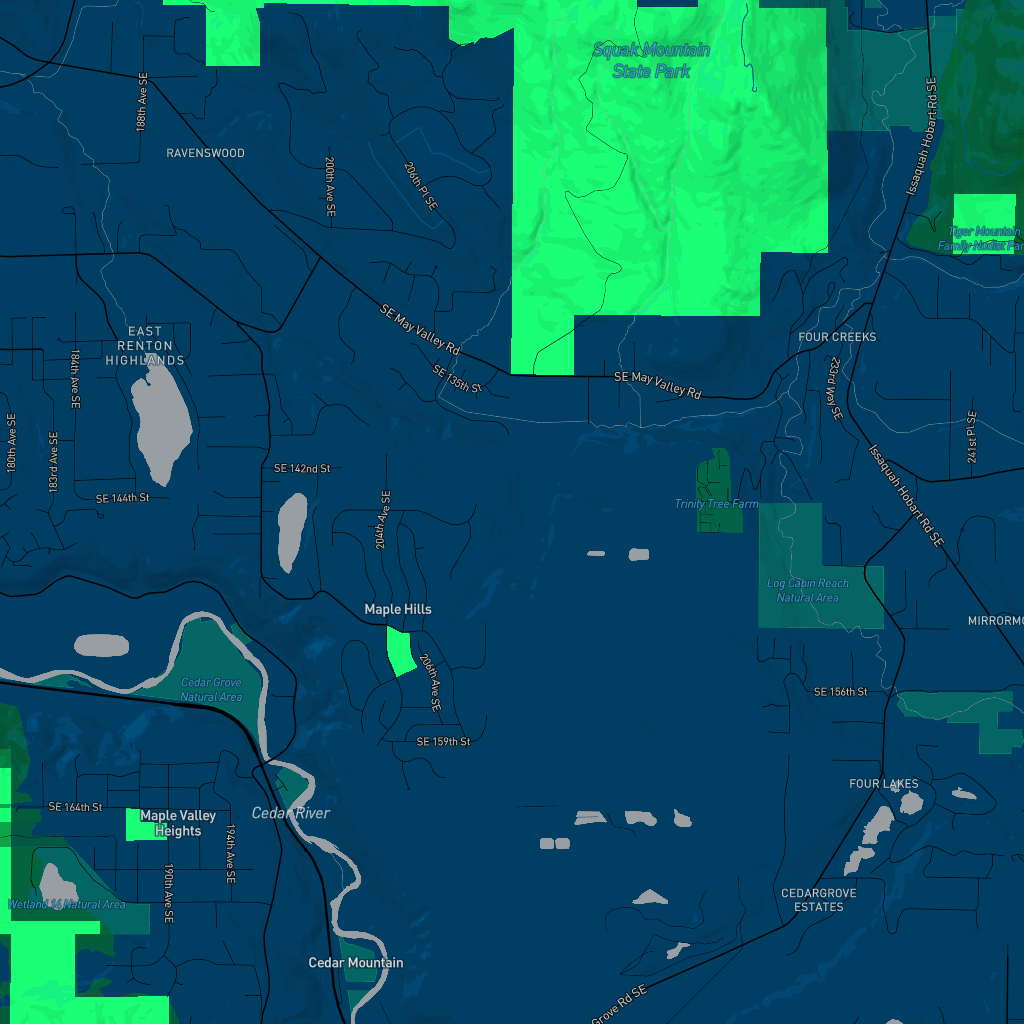 Squak Mountain
State Park
188th Ave SE
Issaquah Hobart Rd SE
RAVENSWOOD
200th Ave SE
206th Pl SE
Tiger Mountain
Family Nudist Par
SE May Valley Rd
EAST
RENTON
HIGHLANDS
FOUR CREEKS
184th Ave SE
SE 135th St
SE May Valley Rd
233rd Way SE
180th Ave SE
183rd Ave SE
241st Pl SE
SE 142nd St
Issaquah Hobart Rd SE
SE 144th St
204th Ave SE
Trinity Tree Farm
Log Cabin Reach
Natural Area
Maple Hills
MIRRORMO
Cedar Grove
Natural Area
206th Ave SE
SE 156th St
SE 159th St
FOUR LAKES
SE 164th St
Maple Valley
Heights
Cedar River
194th Ave SE
190th Ave SE
Wetland 14 Natural Area
CEDARGROVE
ESTATES
Cedar Mountain
Grove Rd SE